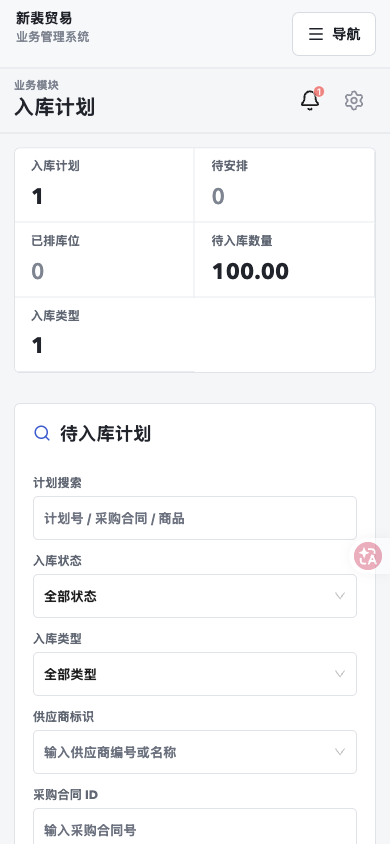 新裴贸易
业务管理系统
导航
业务模块
入库计划
1
入库计划
1
待安排
0
已排库位
0
待入库数量
100.00
入库类型
1
待入库计划
计划搜索
计划号 / 采购合同 / 商品
入库状态
全部状态
入库类型
全部类型
供应商标识
输入供应商编号或名称
采购合同 ID
输入采购合同号